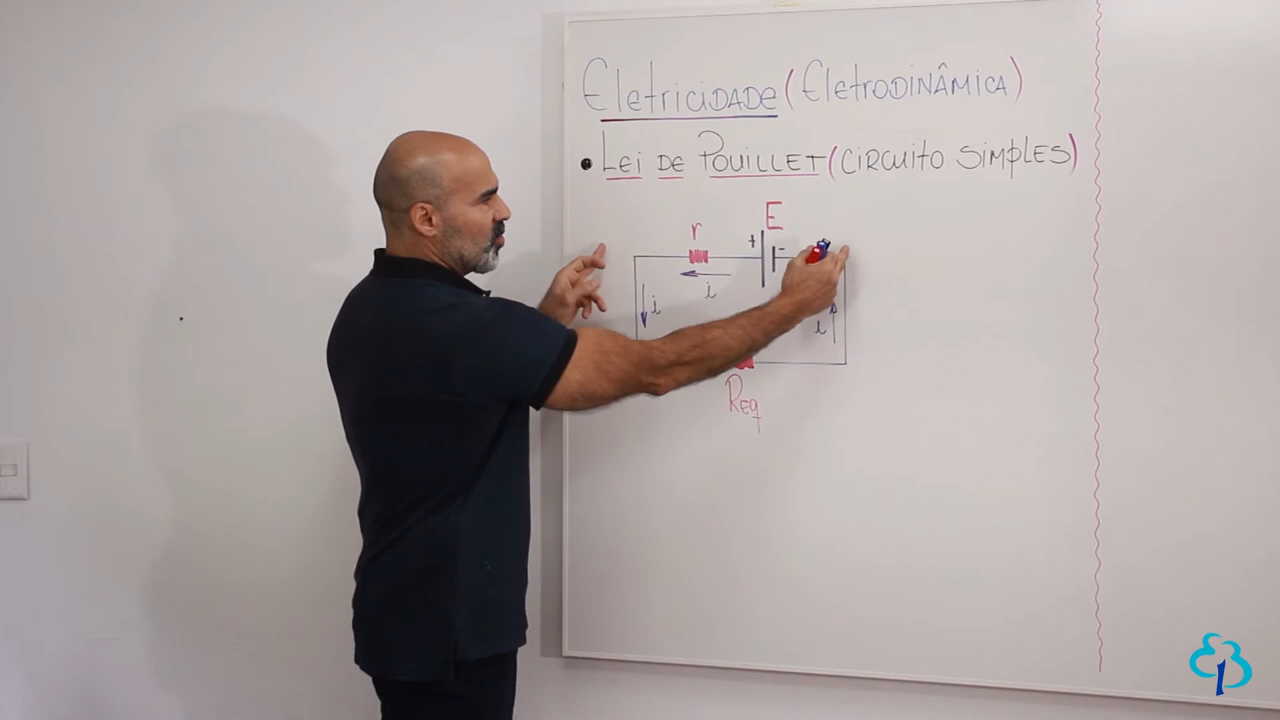 Eletricidade (Eletrodinâmica)
• Lei de Pouillet (circuito simples)
E
r
+ -
i
i
i
Req